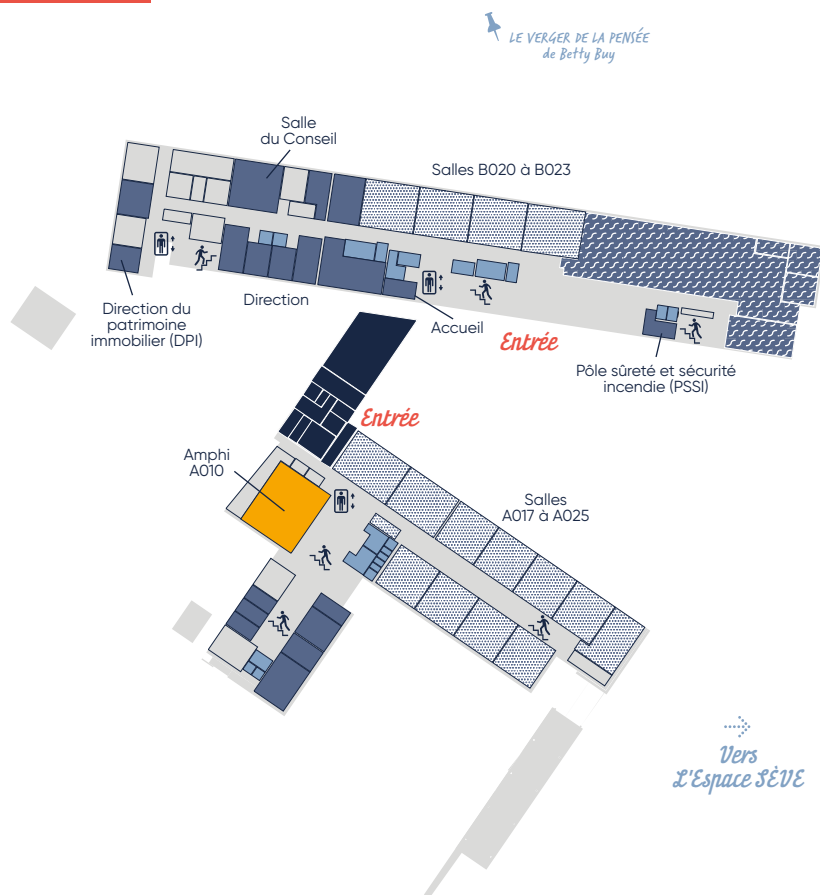 LE VERGER DE LA PENSÉE
de Betty Buy
Salle
du Conseil
Salles B020 à B023
Direction du
patrimoine
immobilier (DPI)
Direction
Accueil
Entrée
Pôle sûreté et sécurité
incendie (PSSI)
Entrée
Amphi
A010
Salles
A017 à A025
Vers
L'Espace SÈVE